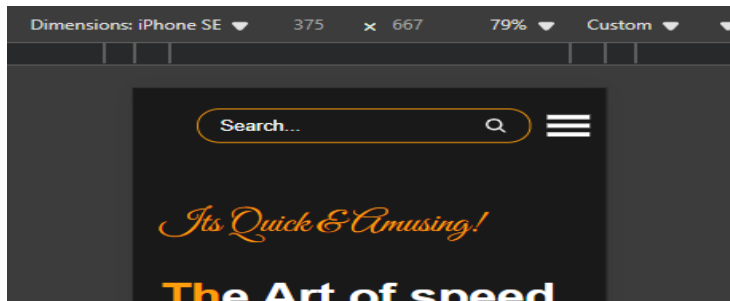 Dimensions: iPhone SE 375 x 667 79% Custom
Search...
Its Quick & Amusing!
The Art of speed